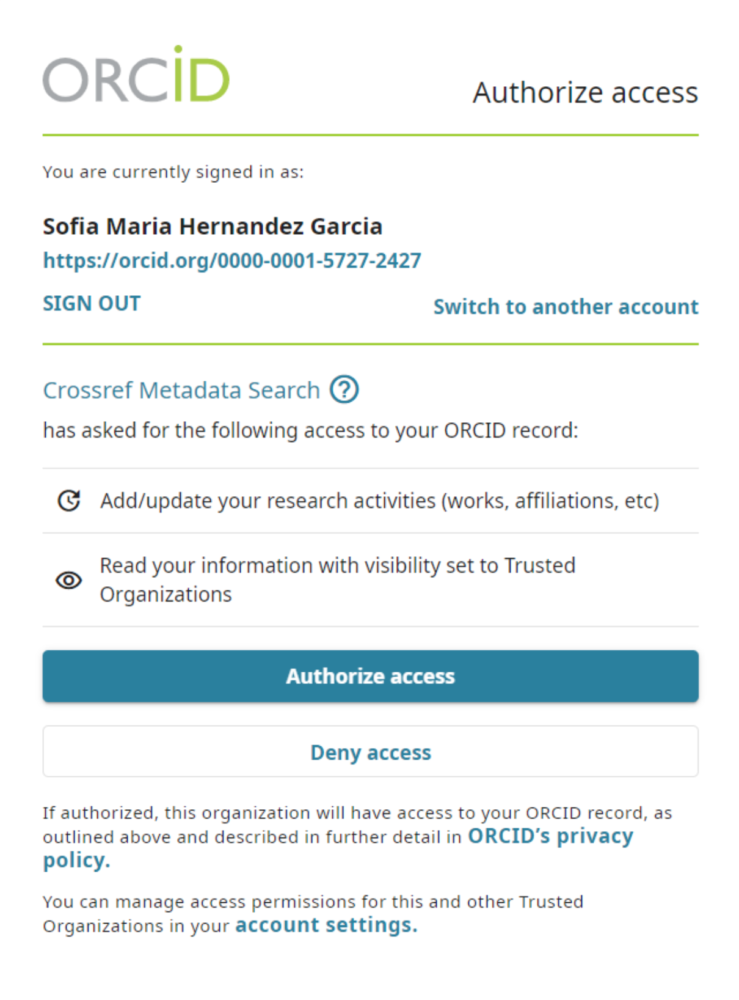 ORCiD
Authorize access
You are currently signed in as:
Sofia Maria Hernandez Garcia
https://orcid.org/0000-0001-5727-2427
SIGN OUT
Switch to another account
Crossref Metadata Search ?
has asked for the following access to your ORCID record:
Add/update your research activities (works, affiliations, etc)
Read your information with visibility set to Trusted
Organizations
Authorize access
Deny access
If authorized, this organization will have access to your ORCID record, as
outlined above and described in further detail in ORCID’s privacy
policy.
You can manage access permissions for this and other Trusted
Organizations in your account settings.